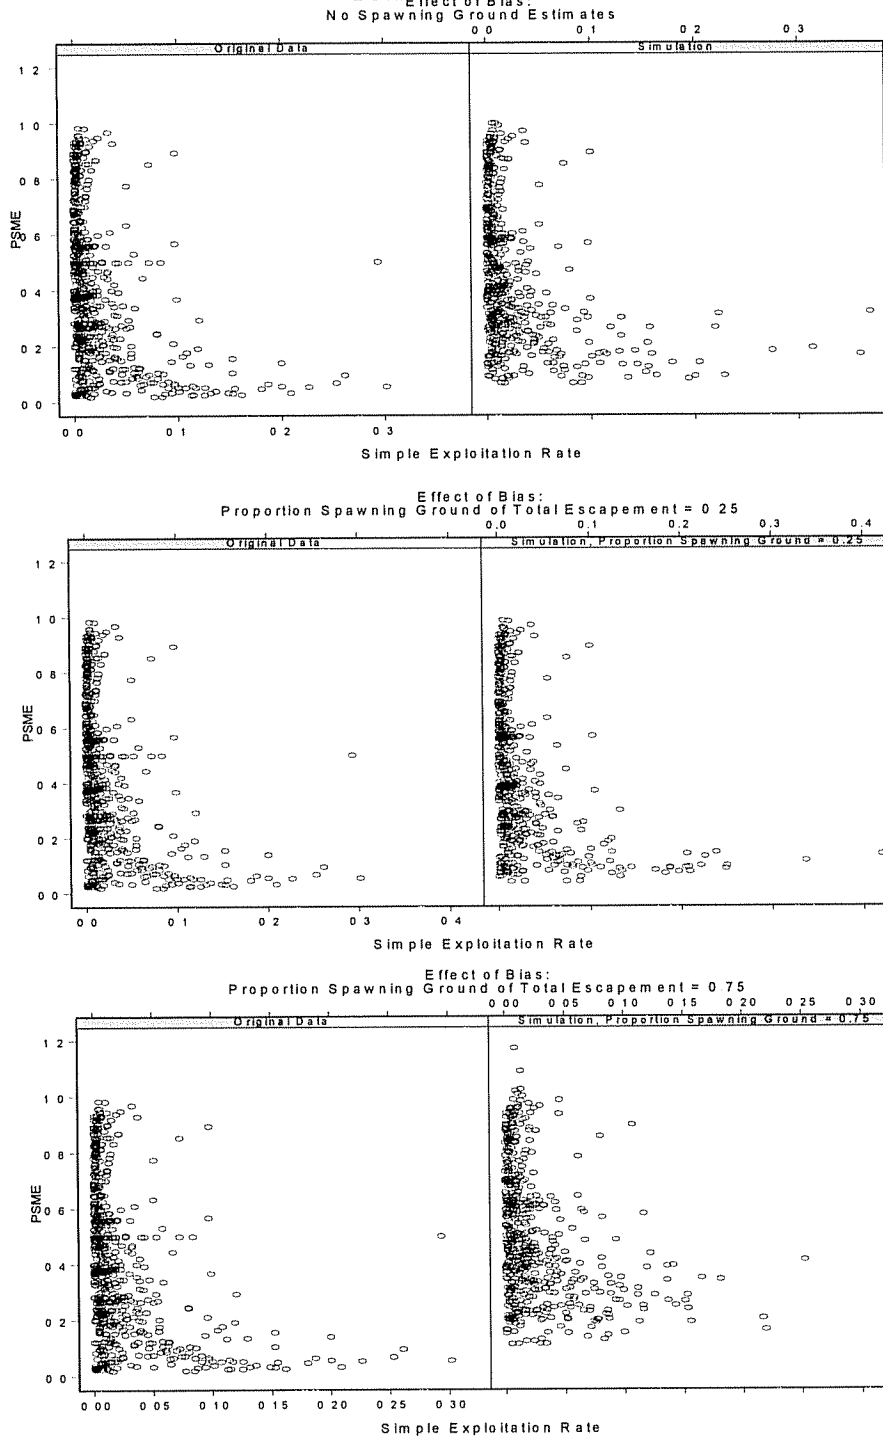 Effect of Bias:
No Spawning Ground Estimates
0 0 0 1 0 2 0 3
Original Data Simulation
1 2
1 0
0 8
0 6
0 4
0 2
0 0
PSME
0 0 0 1 0 2 0 3
Simple Exploitation Rate
Effect of Bias:
Proportion Spawning Ground of Total Escapement = 0 25
0.0 0.1 0.2 0.3 0.4
Original Data Simulation, Proportion Spawning Ground = 0.25
1 2
1 0
0 8
0 6
0 4
0 2
0 0
PSME
0 0 0 1 0 2 0 3 0 4
Simple Exploitation Rate
Effect of Bias:
Proportion Spawning Ground of Total Escapement = 0 75
0 00 0 05 0 10 0 15 0 20 0 25 0 30
Original Data Simulation, Proportion Spawning Ground = 0.75
1 2
1 0
0 8
0 6
0 4
0 2
0 0
PSME
0 00 0 05 0 10 0 15 0 20 0 25 0 30
Simple Exploitation Rate